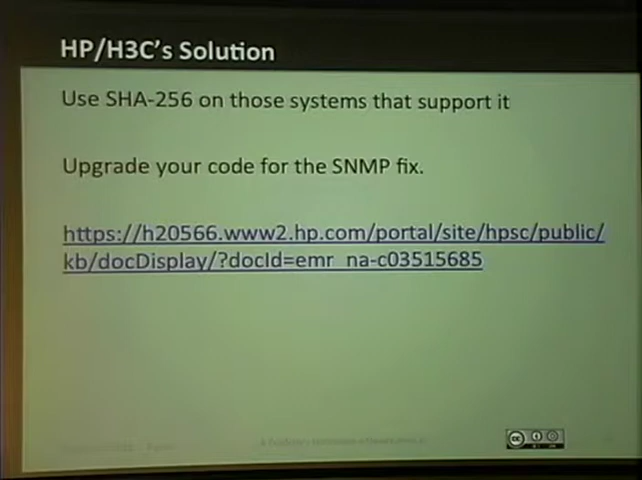 HP/H3C's Solution
Use SHA-256 on those systems that support it
Upgrade your code for the SNMP fix.
https://h20566.www2.hp.com/portal/site/hpsc/public/
kb/docDisplay/?docId=emr_na-c03515685
cc